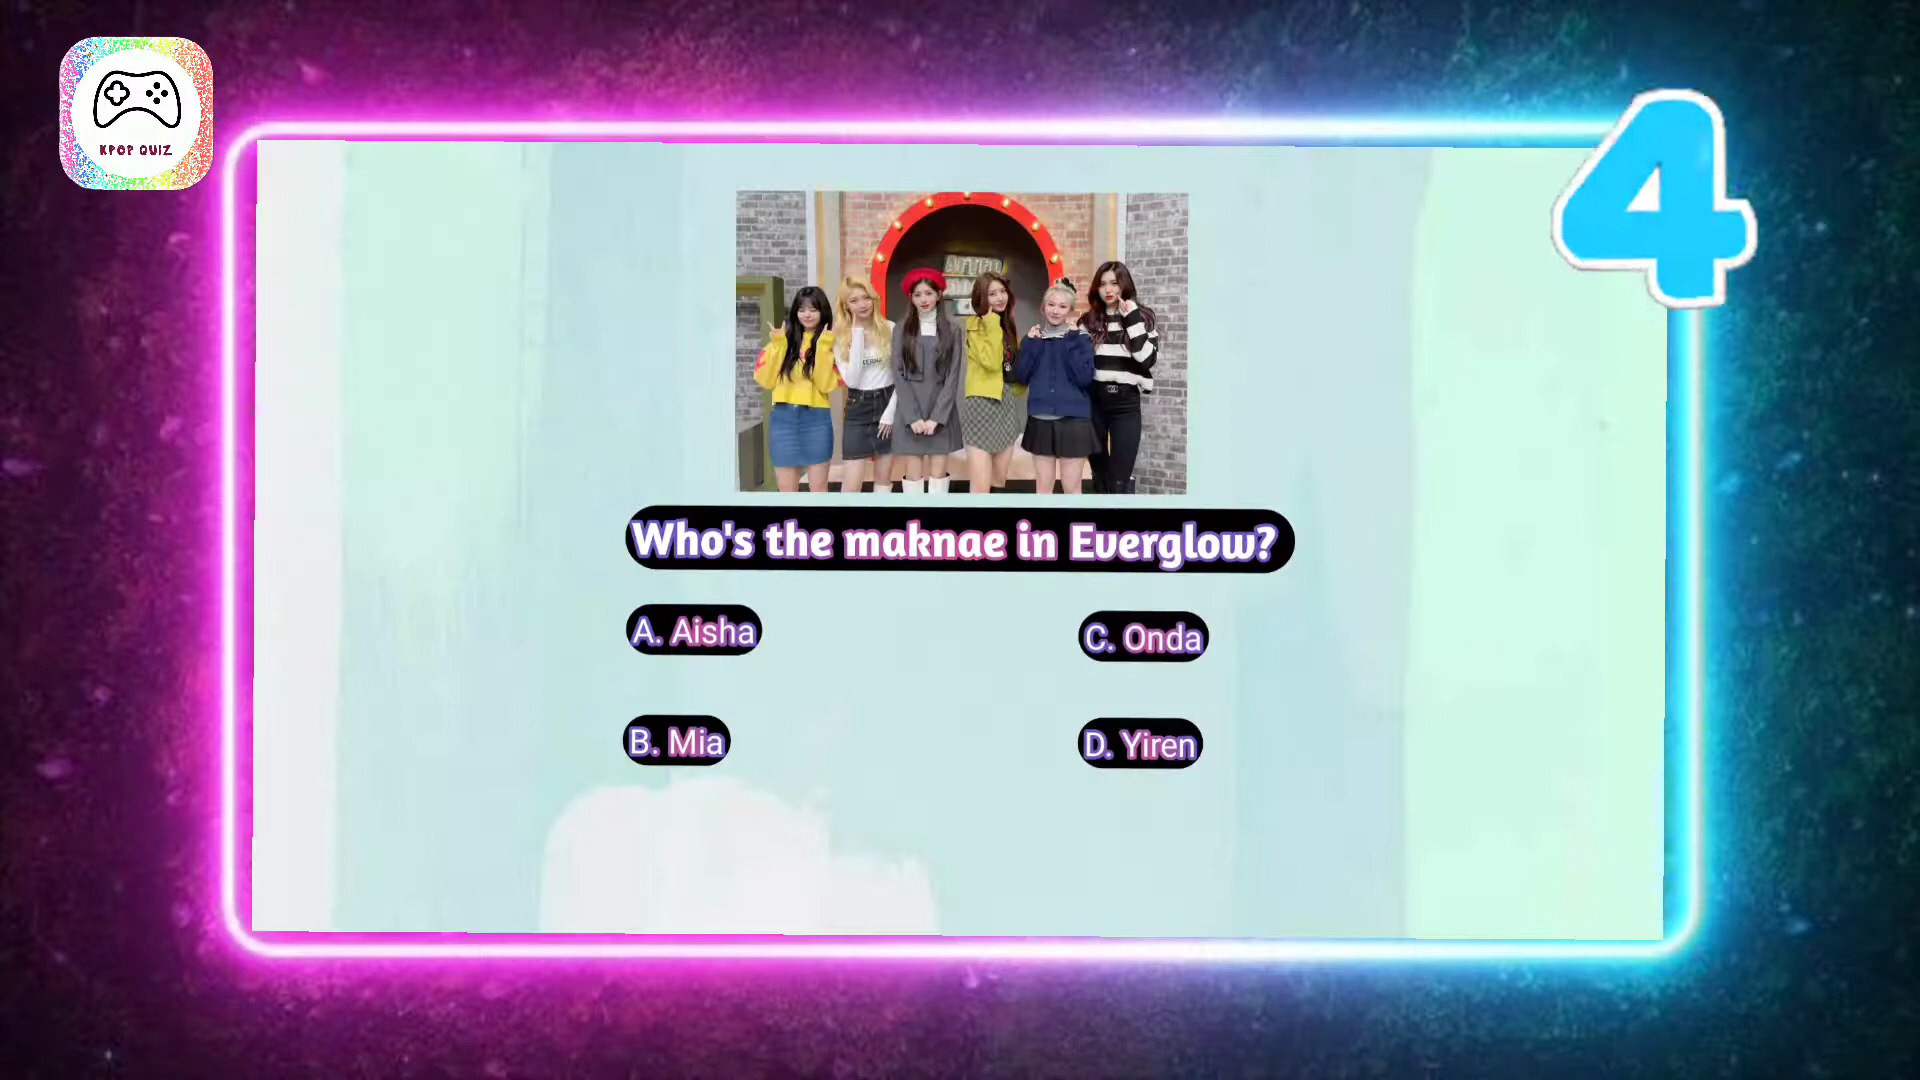 KPOP QUIZ
4
Who's the maknae in Everglow?
A. Aisha
C. Onda
B. Mia
D. Yiren